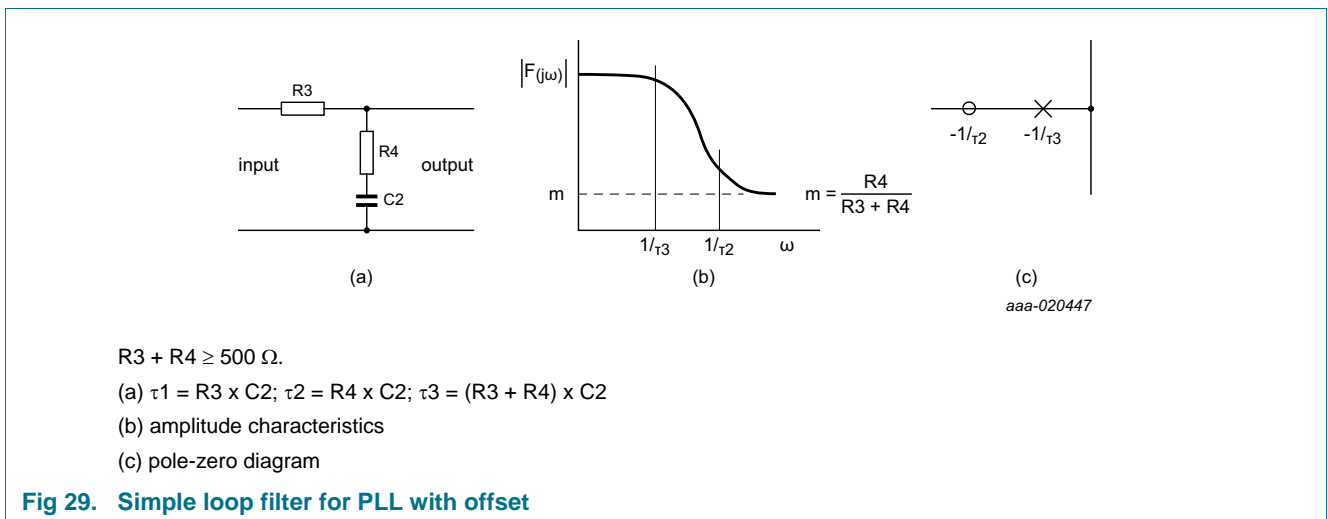 R3
R4
C2
input
output
(a)
|F(jω)|
m
m = R4
R3 + R4
1/τ3
1/τ2
ω
(b)
-1/τ2
-1/τ3
(c)
aaa-020447
R3 + R4 ≥ 500 Ω.
(a) τ1 = R3 x C2; τ2 = R4 x C2; τ3 = (R3 + R4) x C2
(b) amplitude characteristics
(c) pole-zero diagram
Fig 29. Simple loop filter for PLL with offset